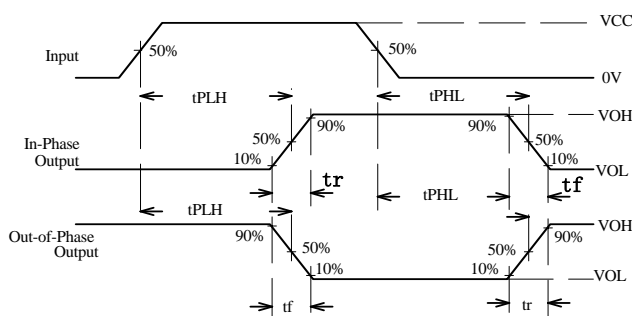 VCC
50%
50%
Input
0V
tPLH
tPHL
VOH
90%
90%
50%
50%
In-Phase
Output
10%
10%
VOL
tr
tPHL
tf
tPLH
VOH
Out-of-Phase
Output
90%
90%
50%
50%
10%
10%
VOL
tf
tr